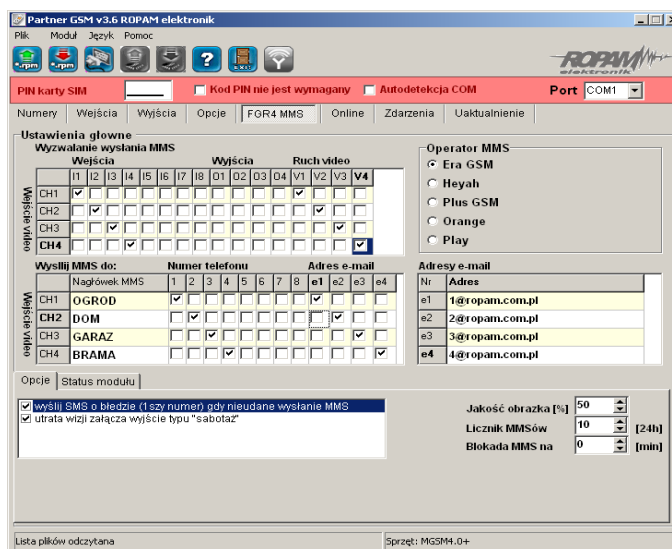 Partner GSM v3.6 ROPAM elektronik
Plik Moduł Język Pomoc
.rpm .rpm EXIT ROPAM elektronik
PIN karty SIM Kod PIN nie jest wymagany Autodetekcja COM Port COM1
Numery Wejścia Wyjścia Opcje FGR4 MMS Online Zdarzenia Uaktualnienie
Ustawienia głowne
Wyzwalanie wysłania MMS
Wejścia Wyjścia Ruch video
I1 I2 I3 I4 I5 I6 I7 I8 O1 O2 O3 O4 V1 V2 V3 V4
Wejście video
CH1
CH2
CH3
CH4
Operator MMS
Era GSM
Heyah
Plus GSM
Orange
Play
Wysllij MMS do: Numer telefonu Adres e-mail
Nagłówek MMS 1 2 3 4 5 6 7 8 e1 e2 e3 e4
Wejście video
CH1 OGROD
CH2 DOM
CH3 GARAZ
CH4 BRAMA
Adresy e-mail
Nr Adres
e1 1@ropam.com.pl
e2 2@ropam.com.pl
e3 3@ropam.com.pl
e4 4@ropam.com.pl
Opcje Status modułu
wyślij SMS o błedzie (1szy numer) gdy nieudane wysłanie MMS
utrata wizji załącza wyjście typu "sabotaż"
Jakość obrazka [%] 50
Licznik MMSów 10 [24h]
Blokada MMS na 0 [min]
Lista plików odczytana Sprzęt: MGSM4.0+